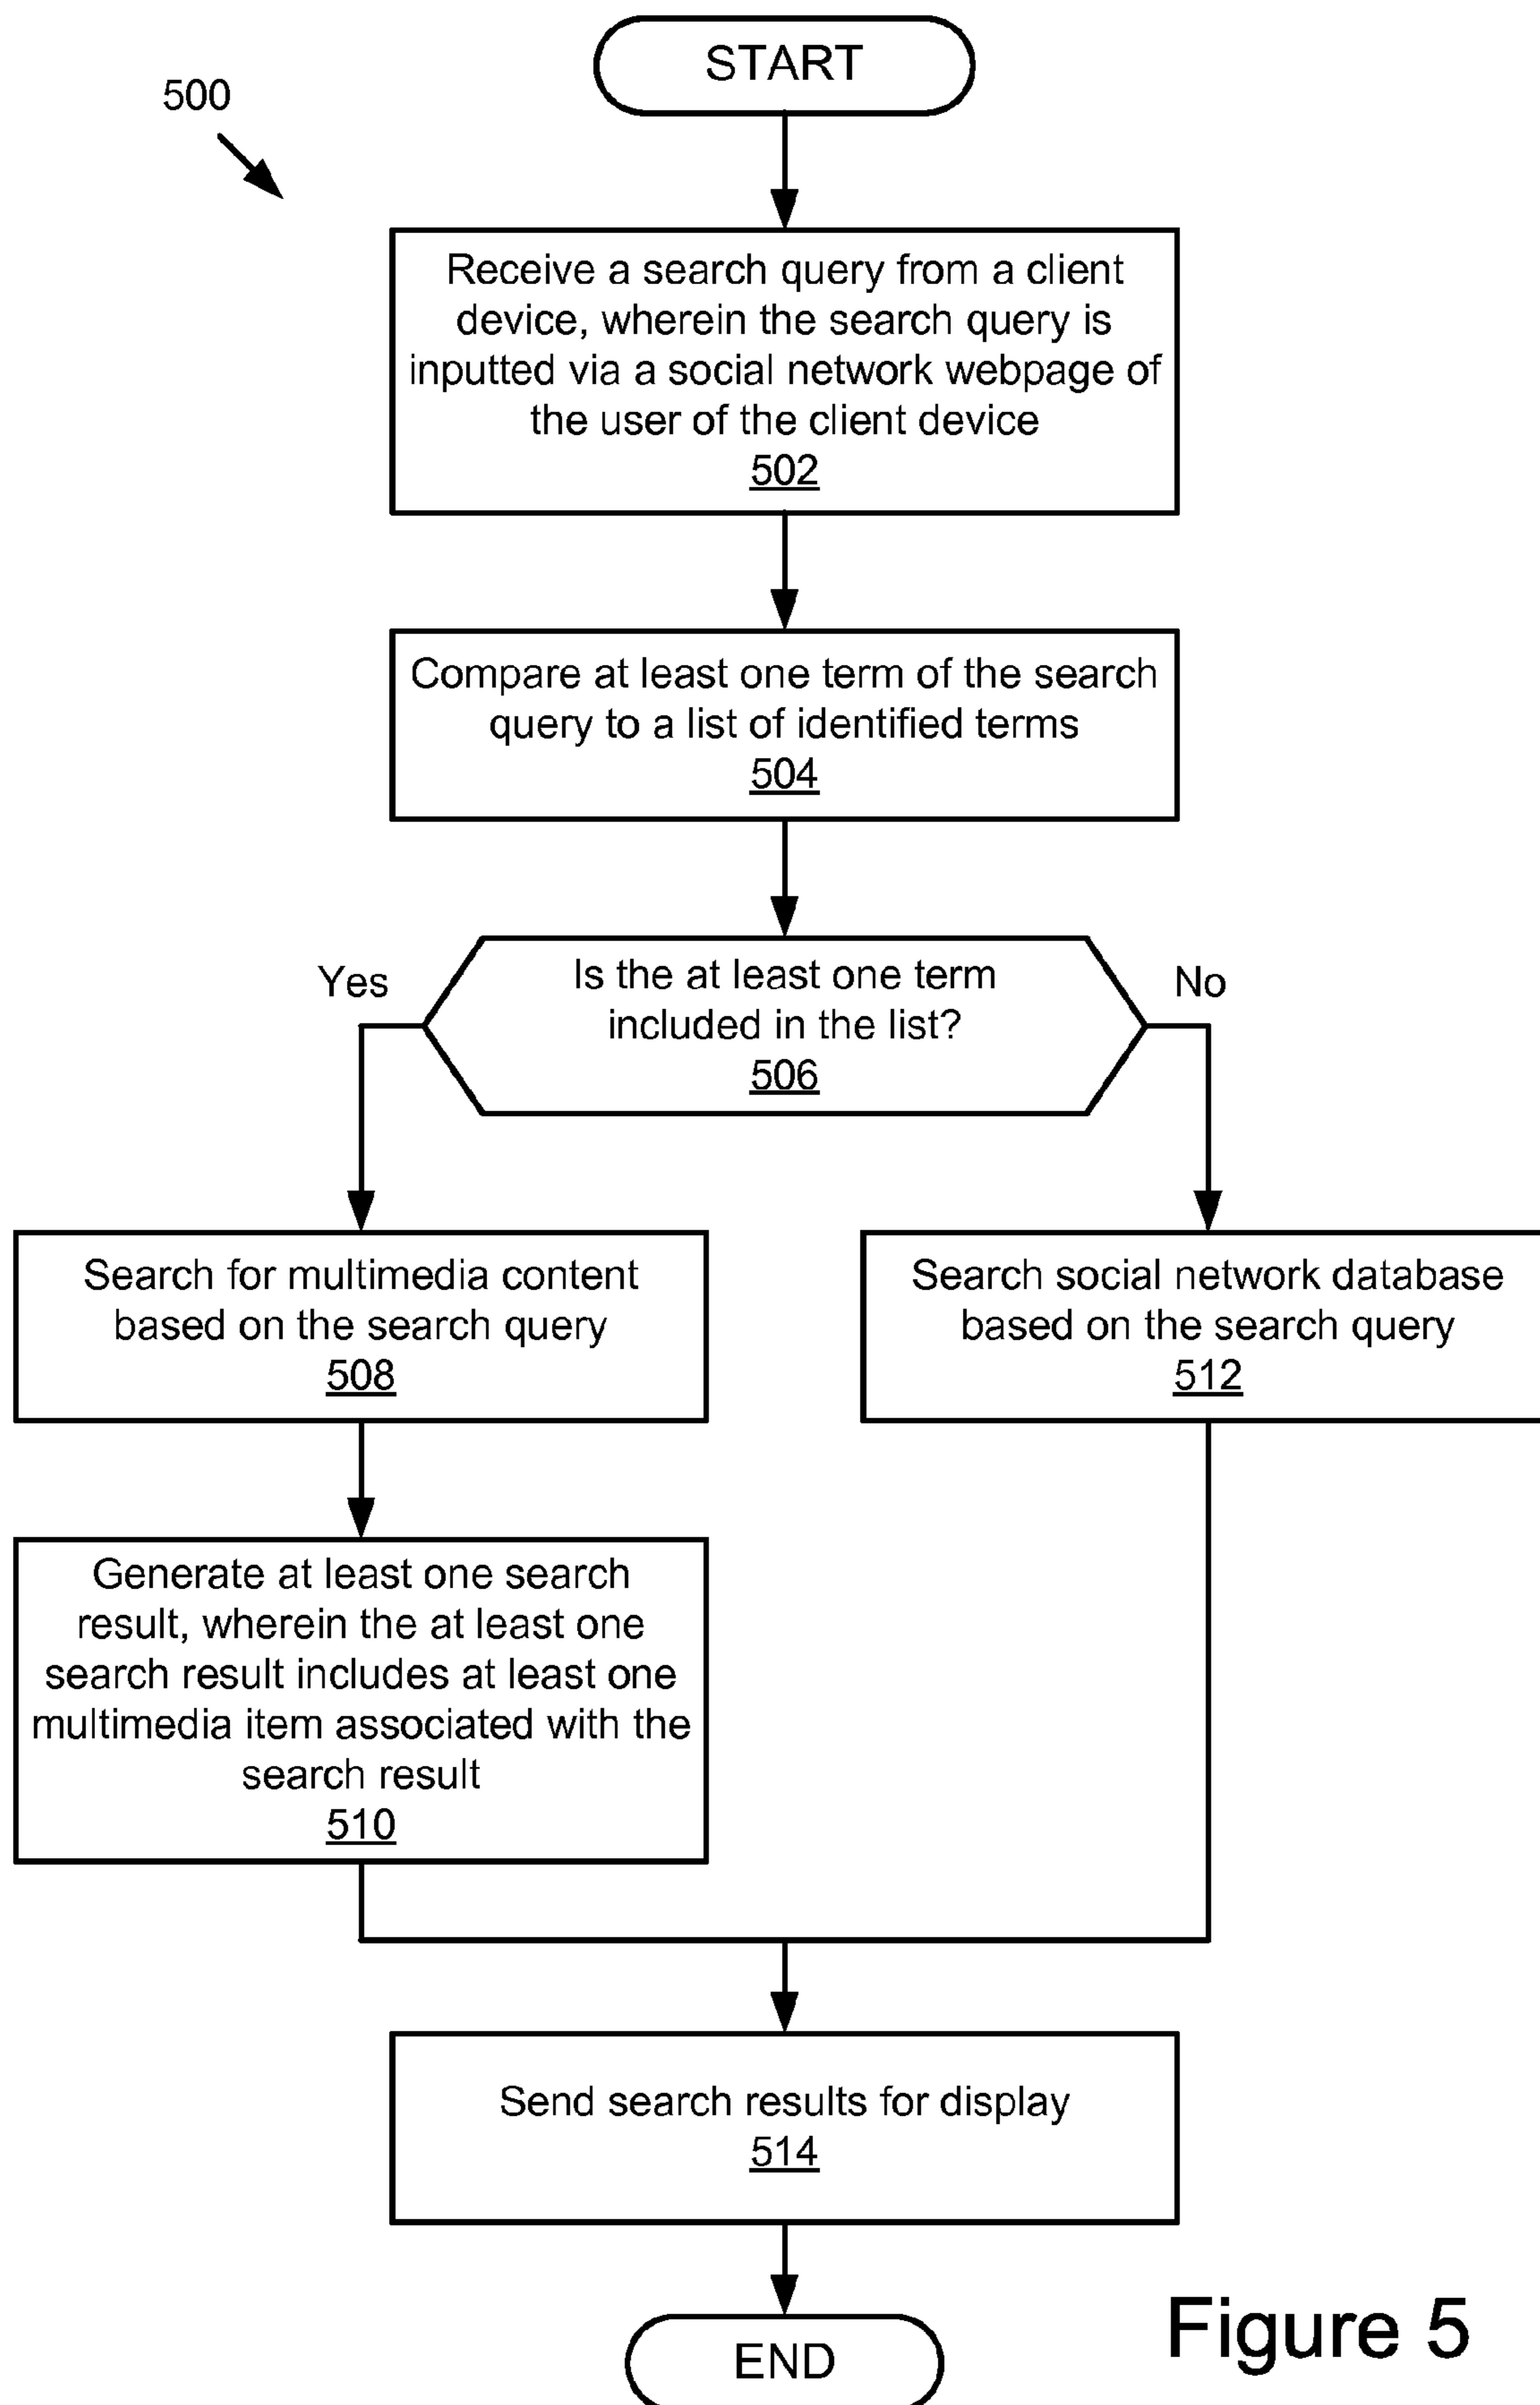 START
500
Receive a search query from a client
device, wherein the search query is
inputted via a social network webpage of
the user of the client device
502
Compare at least one term of the search
query to a list of identified terms
504
Is the at least one term
included in the list?
506
Yes
No
Search for multimedia content
based on the search query
508
Search social network database
based on the search query
512
Generate at least one search
result, wherein the at least one
search result includes at least one
multimedia item associated with the
search result
510
Send search results for display
514
END
Figure 5